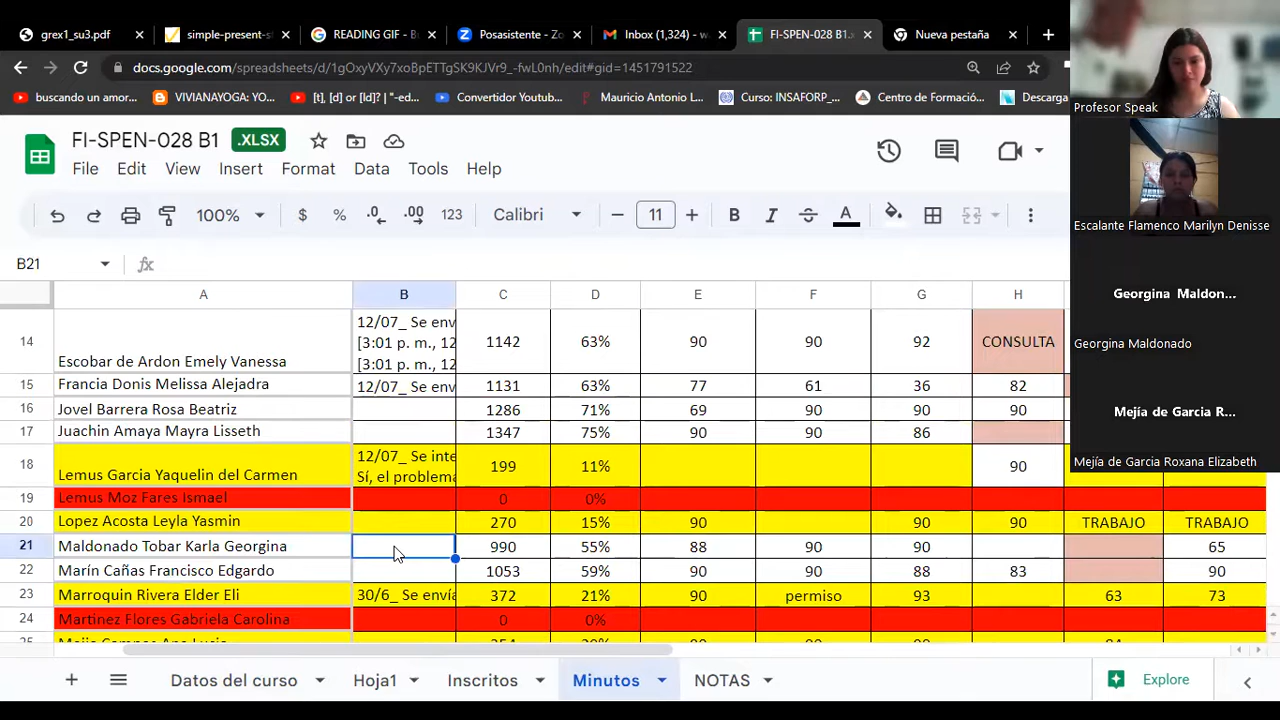 grex1_su3.pdf
simple-present-s
READING GIF - B
Posasistente - Zo
Inbox (1,324) - w
FI-SPEN-028 B1.x
Nueva pestaña
docs.google.com/spreadsheets/d/1gOxyVXy7xoBpETTgSK9KJVr9_-fwL0nh/edit#gid=1451791522
buscando un amor...
VIVIANAYOGA: YO...
[t], [d] or [ɪd]? | "-ed...
Convertidor Youtub...
Mauricio Antonio L...
Curso: INSAFORP_...
Centro de Formació...
Descarga
FI-SPEN-028 B1 .XLSX
File Edit View Insert Format Data Tools Help
100% $ % .0 .00 123 Calibri 11 B I S A
B21 fx
A B C D E F G H
14 Escobar de Ardon Emely Vanessa 12/07_ Se env 1142 63% 90 90 92 CONSULTA
[3:01 p. m., 12
[3:01 p. m., 12
15 Francia Donis Melissa Alejadra 12/07_ Se env 1131 63% 77 61 36 82
16 Jovel Barrera Rosa Beatriz 1286 71% 69 90 90 90
17 Juachin Amaya Mayra Lisseth 1347 75% 90 90 86
18 Lemus Garcia Yaquelin del Carmen 12/07_ Se inte 199 11% 90
Sí, el problema
19 Lemus Moz Fares Ismael 0 0%
20 Lopez Acosta Leyla Yasmin 270 15% 90 90 90 TRABAJO TRABAJO
21 Maldonado Tobar Karla Georgina 990 55% 88 90 90 65
22 Marín Cañas Francisco Edgardo 1053 59% 90 90 88 83 90
23 Marroquin Rivera Elder Eli 30/6_ Se envía 372 21% 90 permiso 93 63 73
24 Martinez Flores Gabriela Carolina 0 0%
Datos del curso Hoja1 Inscritos Minutos NOTAS Explore
Profesor Speak
Escalante Flamenco Marilyn Denisse
Georgina Maldon...
Georgina Maldonado
Mejía de Garcia R...
Mejía de Garcia Roxana Elizabeth